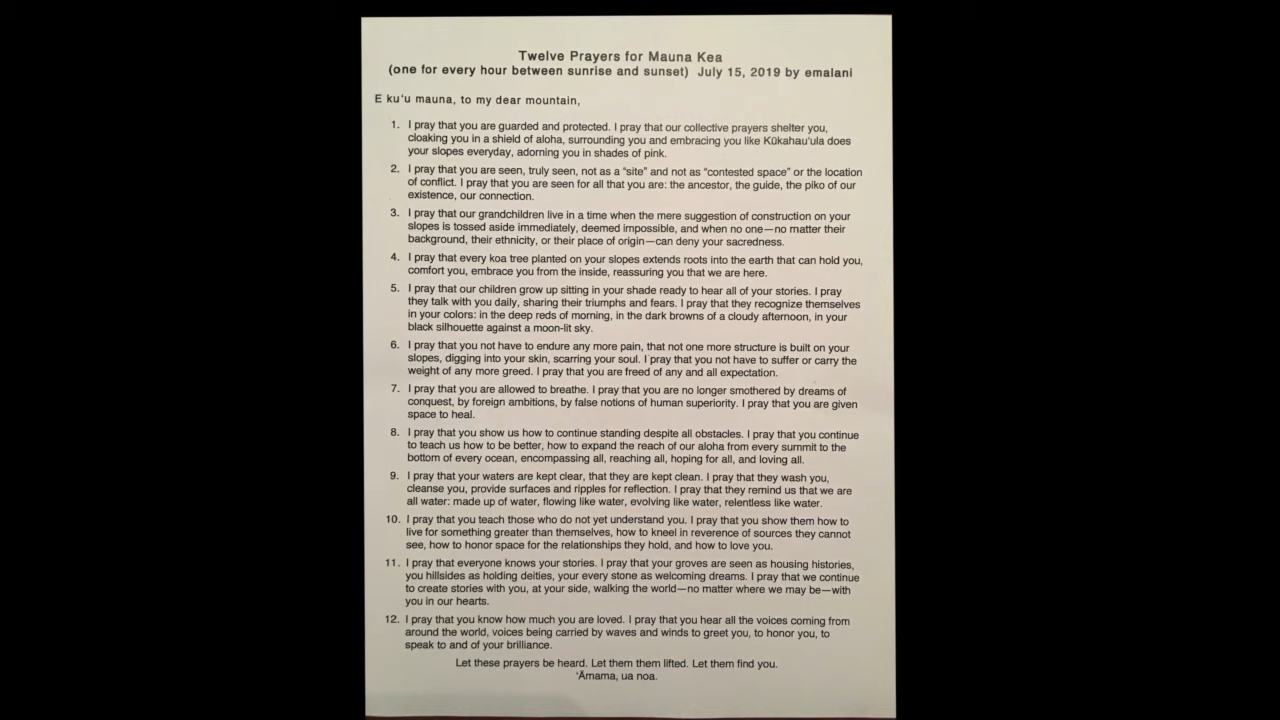 Twelve Prayers for Mauna Kea
(one for every hour between sunrise and sunset)  July 15, 2019 by emalani
E kuʻu mauna, to my dear mountain,
1. I pray that you are guarded and protected. I pray that our collective prayers shelter you,
cloaking you in a shield of aloha, surrounding you and embracing you like Kūkahauʻula does
your slopes everyday, adorning you in shades of pink.
2. I pray that you are seen, truly seen, not as a “site” and not as “contested space” or the location
of conflict. I pray that you are seen for all that you are: the ancestor, the guide, the piko of our
existence, our connection.
3. I pray that our grandchildren live in a time when the mere suggestion of construction on your
slopes is tossed aside immediately, deemed impossible, and when no one—no matter their
background, their ethnicity, or their place of origin—can deny your sacredness.
4. I pray that every koa tree planted on your slopes extends roots into the earth that can hold you,
comfort you, embrace you from the inside, reassuring you that we are here.
5. I pray that our children grow up sitting in your shade ready to hear all of your stories. I pray
they talk with you daily, sharing their triumphs and fears. I pray that they recognize themselves
in your colors: in the deep reds of morning, in the dark browns of a cloudy afternoon, in your
black silhouette against a moon-lit sky.
6. I pray that you not have to endure any more pain, that not one more structure is built on your
slopes, digging into your skin, scarring your soul. I pray that you not have to suffer or carry the
weight of any more greed. I pray that you are freed of any and all expectation.
7. I pray that you are allowed to breathe. I pray that you are no longer smothered by dreams of
conquest, by foreign ambitions, by false notions of human superiority. I pray that you are given
space to heal.
8. I pray that you show us how to continue standing despite all obstacles. I pray that you continue
to teach us how to be better, how to expand the reach of our aloha from every summit to the
bottom of every ocean, encompassing all, reaching all, hoping for all, and loving all.
9. I pray that your waters are kept clear, that they are kept clean. I pray that they wash you,
cleanse you, provide surfaces and ripples for reflection. I pray that they remind us that we are
all water: made up of water, flowing like water, evolving like water, relentless like water.
10. I pray that you teach those who do not yet understand you. I pray that you show them how to
live for something greater than themselves, how to kneel in reverence of sources they cannot
see, how to honor space for the relationships they hold, and how to love you.
11. I pray that everyone knows your stories. I pray that your groves are seen as housing histories,
you hillsides as holding deities, your every stone as welcoming dreams. I pray that we continue
to create stories with you, at your side, walking the world—no matter where we may be—with
you in our hearts.
12. I pray that you know how much you are loved. I pray that you hear all the voices coming from
around the world, voices being carried by waves and winds to greet you, to honor you, to
speak to and of your brilliance.
Let these prayers be heard. Let them them lifted. Let them find you.
ʻĀmama, ua noa.